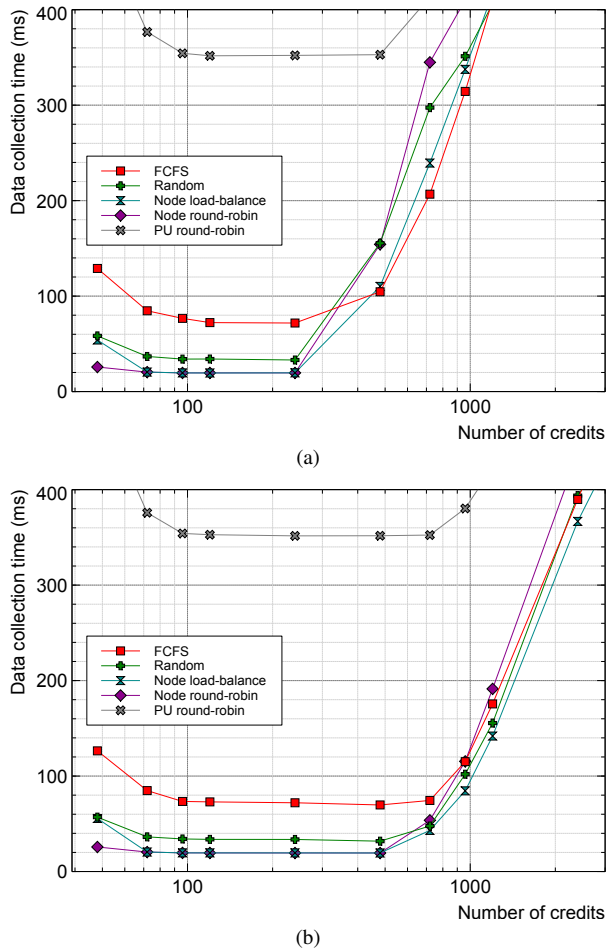 Data collection time (ms)
400
300
200
100
0
FCFS
Random
Node load-balance
Node round-robin
PU round-robin
100
1000
Number of credits
(a)
Data collection time (ms)
400
300
200
100
0
FCFS
Random
Node load-balance
Node round-robin
PU round-robin
100
1000
Number of credits
(b)